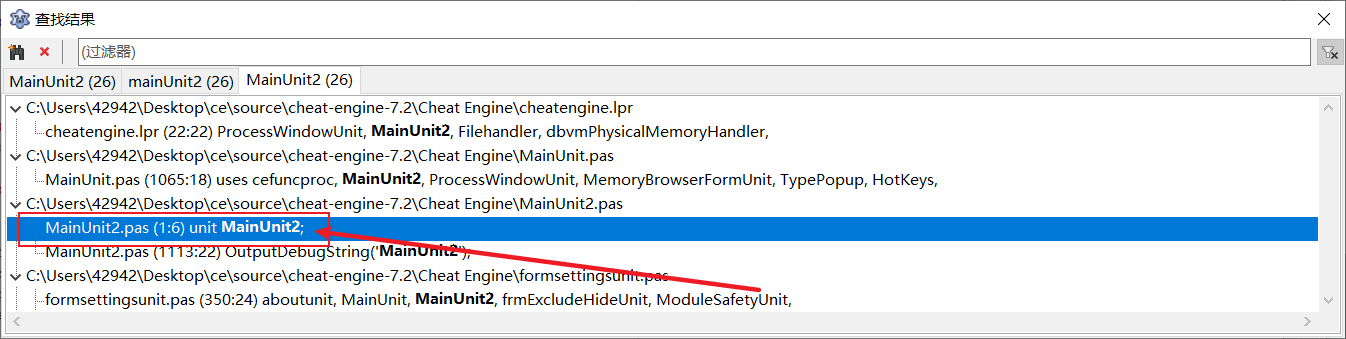 查找结果
(过滤器)
MainUnit2 (26) mainUnit2 (26) MainUnit2 (26)
C:\Users\42942\Desktop\ce\source\cheat-engine-7.2\Cheat Engine\cheatengine.lpr
cheatengine.lpr (22:22) ProcessWindowUnit, MainUnit2, Filehandler, dbvmPhysicalMemoryHandler,
C:\Users\42942\Desktop\ce\source\cheat-engine-7.2\Cheat Engine\MainUnit.pas
MainUnit.pas (1065:18) uses cefuncproc, MainUnit2, ProcessWindowUnit, MemoryBrowserFormUnit, TypePopup, HotKeys,
C:\Users\42942\Desktop\ce\source\cheat-engine-7.2\Cheat Engine\MainUnit2.pas
MainUnit2.pas (1:6) unit MainUnit2;
MainUnit2.pas (1113:22) OutputDebugString('MainUnit2');
C:\Users\42942\Desktop\ce\source\cheat-engine-7.2\Cheat Engine\formsettingsunit.pas
formsettingsunit.pas (350:24) aboutunit, MainUnit, MainUnit2, frmExcludeHideUnit, ModuleSafetyUnit,